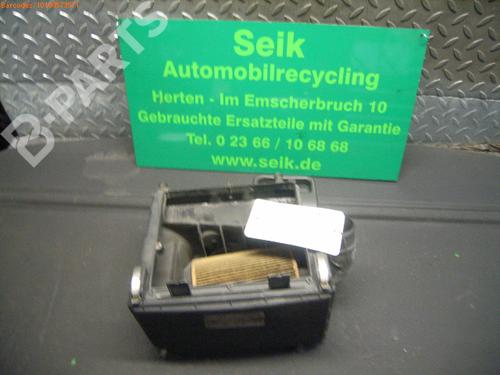 Seik
Automobilrecycling
Herten - Im Emscherbruch 10
Gebrauchte Ersatzteile mit Garantie
Tel. 0 23 66 / 10 68 68
www.seik.de
B-PARTS
B-PARTS